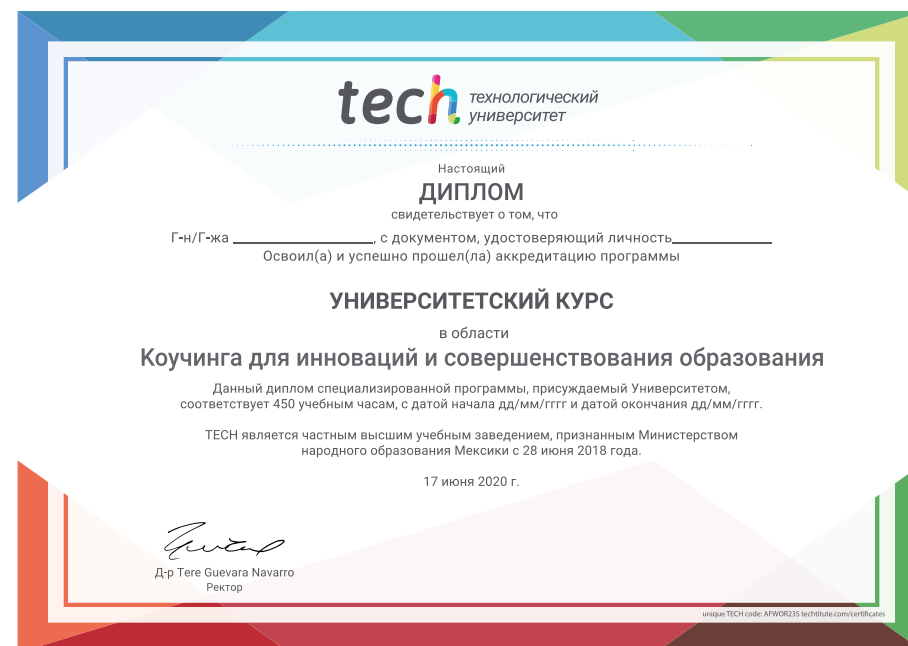 tech технологический
университет
Настоящий
ДИПЛОМ
свидетельствует о том, что
Г-н/Г-жа ____________________, с документом, удостоверяющий личность______________
Освоил(а) и успешно прошел(ла) аккредитацию программы
УНИВЕРСИТЕТСКИЙ КУРС
в области
Коучинга для инноваций и совершенствования образования
Данный диплом специализированной программы, присуждаемый Университетом,
соответствует 450 учебным часам, с датой начала дд/мм/гггг и датой окончания дд/мм/гггг.
TECH является частным высшим учебным заведением, признанным Министерством
народного образования Мексики с 28 июня 2018 года.
17 июня 2020 г.
Д-р Tere Guevara Navarro
Ректор
unique TECH code: AFWOR23S techtitute.com/certificates